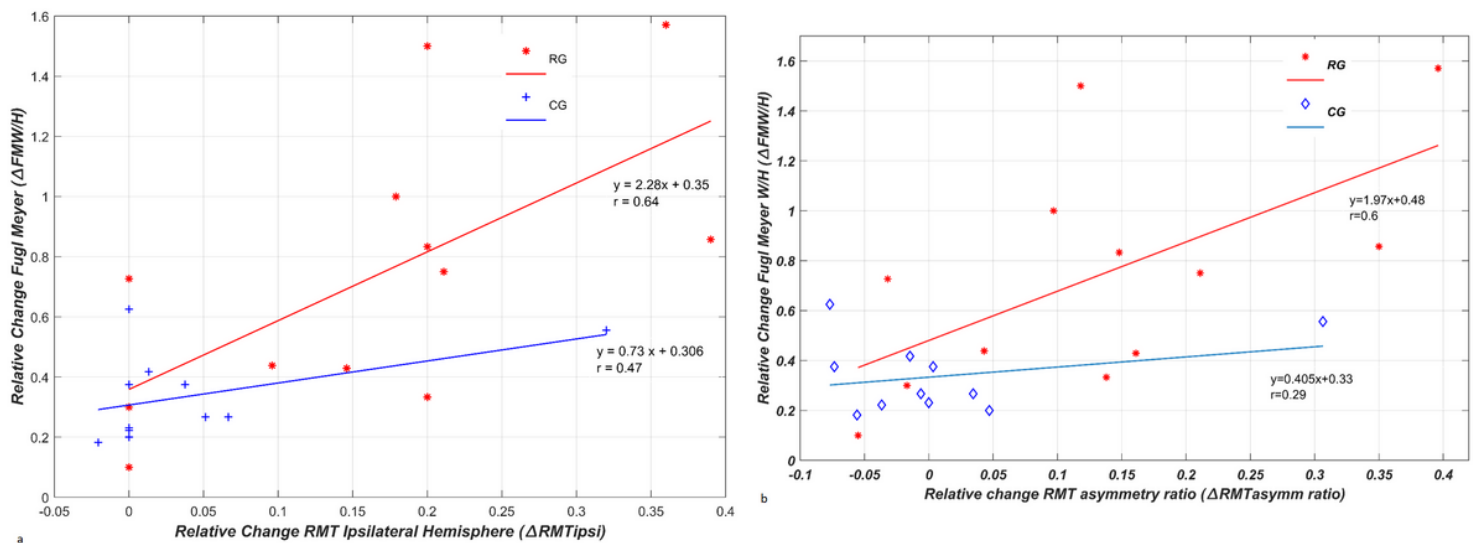 1.6
1.4
1.2
1
0.8
0.6
0.4
0.2
0
-0.05
0
0.05
0.1
0.15
0.2
0.25
0.3
0.35
0.4
Relative Change Fugl Meyer (ΔFMW/H)
Relative Change RMT Ipsilateral Hemisphere (ΔRMTipsi)
RG
CG
y = 2.28x + 0.35
r = 0.64
y = 0.73 x + 0.306
r = 0.47
a
1.6
1.4
1.2
1
0.8
0.6
0.4
0.2
0
-0.1
-0.05
0
0.05
0.1
0.15
0.2
0.25
0.3
0.35
0.4
Relative Change Fugl Meyer W/H (ΔFMW/H)
Relative change RMT asymmetry ratio (ΔRMTasymm ratio)
RG
CG
y=1.97x+0.48
r=0.6
y=0.405x+0.33
r=0.29
b